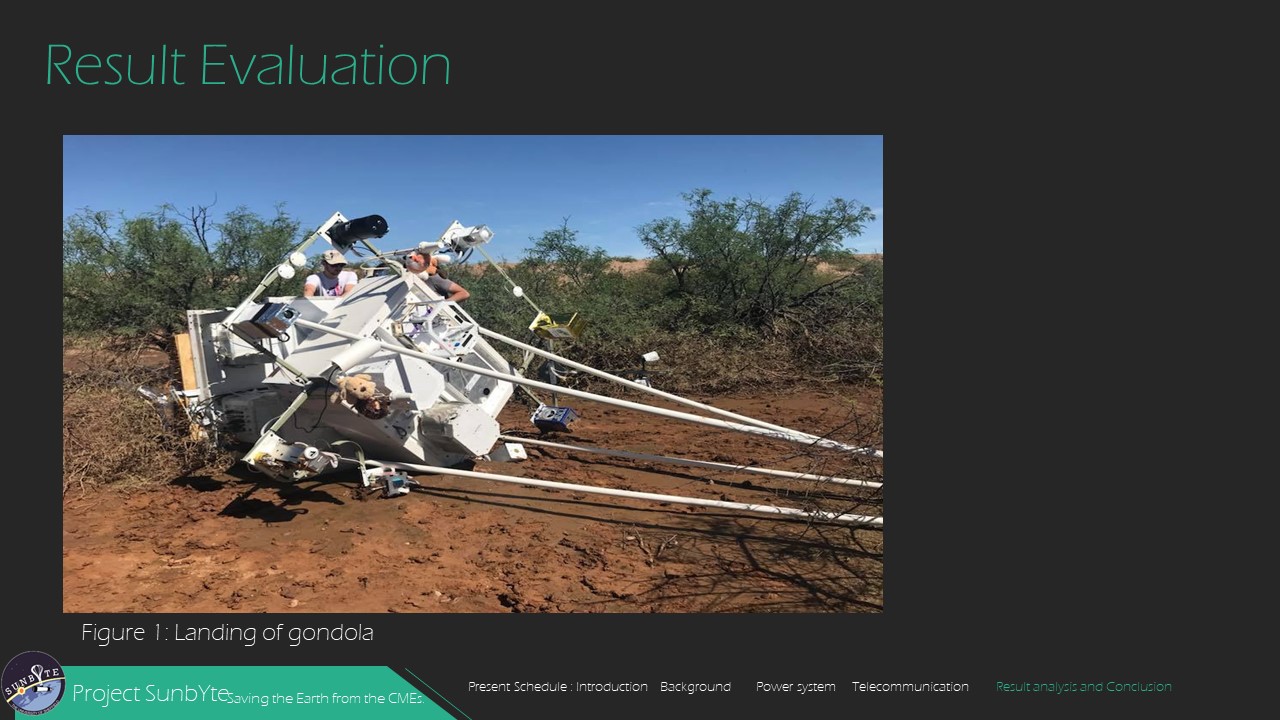 Result Evaluation
Figure 1: Landing of gondola
SUNBYTE
Project SunbYte
Saving the Earth from the CMEs.
Present Schedule : Introduction Background Power system Telecommunication Result analysis and Conclusion